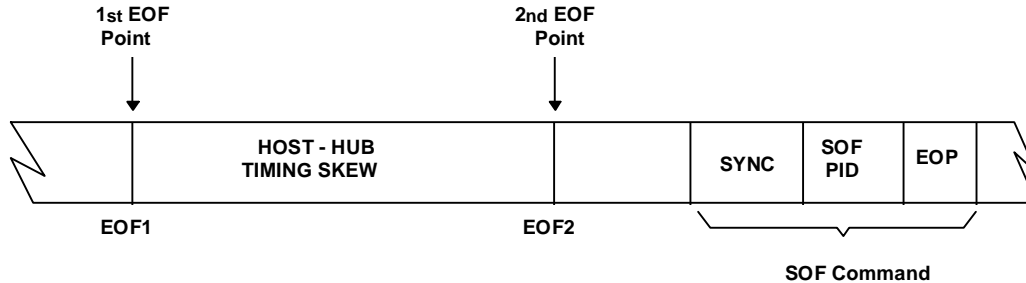 1st EOF
Point
2nd EOF
Point
HOST - HUB
TIMING SKEW
SYNC
SOF
PID
EOP
EOF1
EOF2
SOF Command